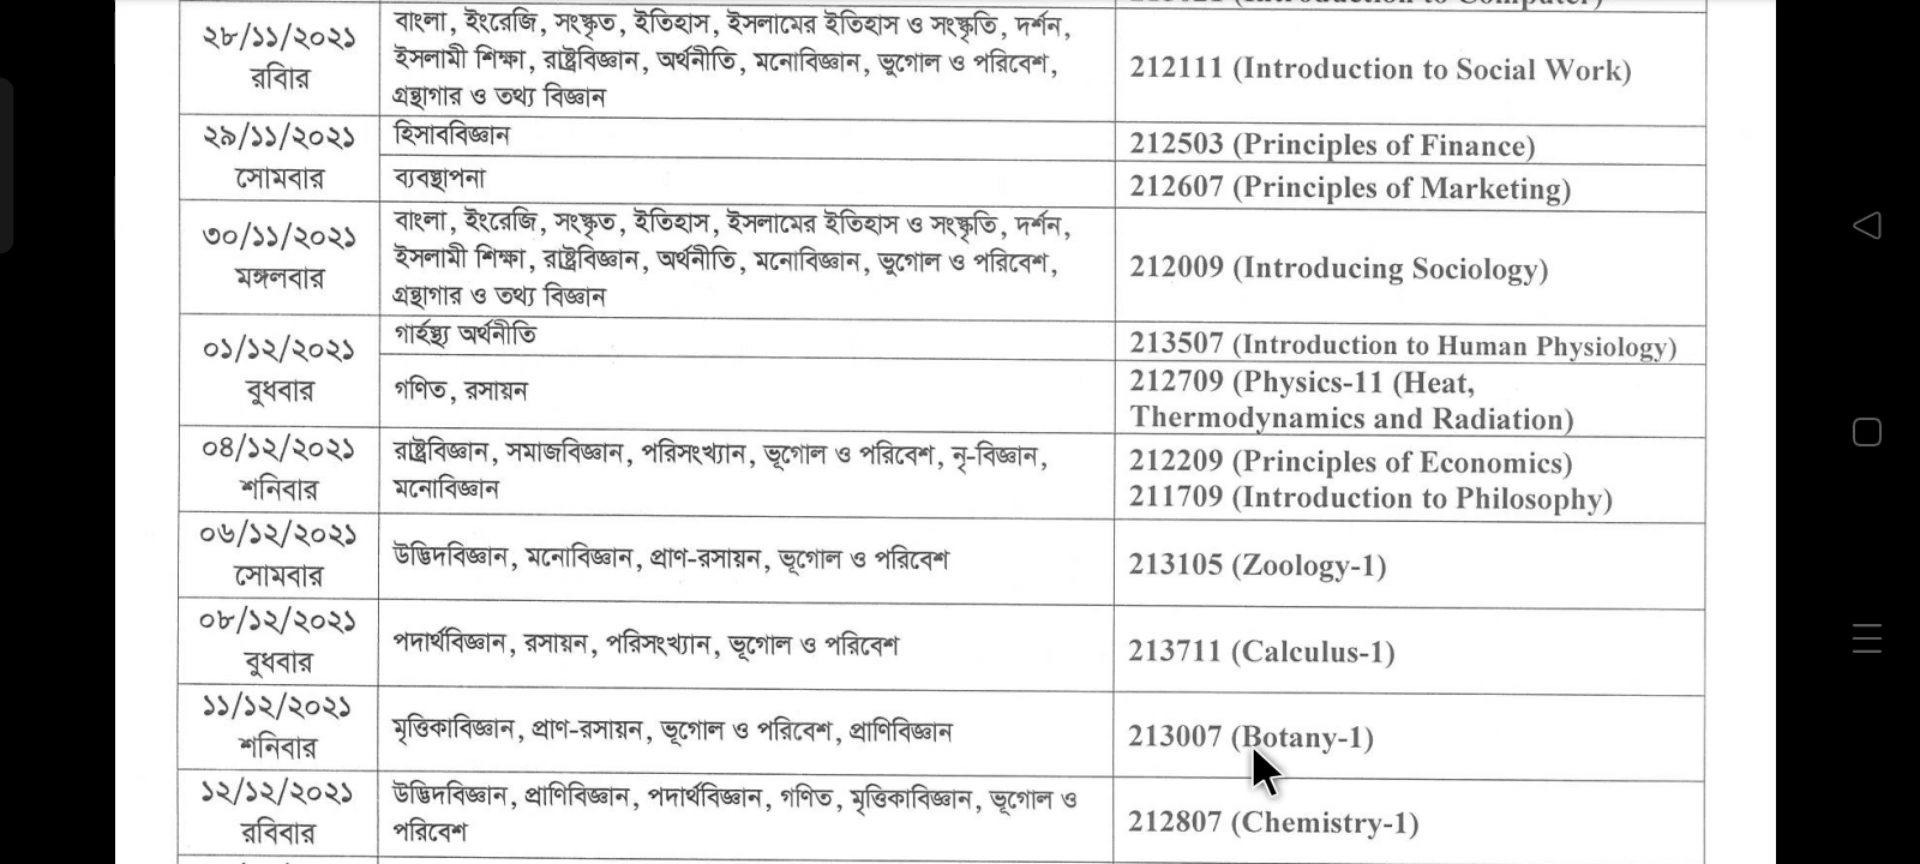 ২৮/১১/২০২১
রবিার
বাংলা, ইংরেজি, সংস্কৃত, ইতিহাস, ইসলামের ইতিহাস ও সংস্কৃতি, দর্শন,
ইসলামী শিক্ষা, রাষ্ট্রবিজ্ঞান, অর্থনীতি, মনোবিজ্ঞান, ভূগোল ও পরিবেশ,
গ্রন্থাগার ও তথ্য বিজ্ঞান
212111 (Introduction to Social Work)
২৯/১১/২০২১
সোমবার
হিসাববিজ্ঞান
212503 (Principles of Finance)
ব্যবস্থাপনা
212607 (Principles of Marketing)
৩০/১১/২০২১
মঙ্গলবার
বাংলা, ইংরেজি, সংস্কৃত, ইতিহাস, ইসলামের ইতিহাস ও সংস্কৃতি, দর্শন,
ইসলামী শিক্ষা, রাষ্ট্রবিজ্ঞান, অর্থনীতি, মনোবিজ্ঞান, ভূগোল ও পরিবেশ,
গ্রন্থাগার ও তথ্য বিজ্ঞান
212009 (Introducing Sociology)
০১/১২/২০২১
বুধবার
গার্হস্থ্য অর্থনীতি
213507 (Introduction to Human Physiology)
গণিত, রসায়ন
212709 (Physics-11 (Heat,
Thermodynamics and Radiation)
০৪/১২/২০২১
শনিবার
রাষ্ট্রবিজ্ঞান, সমাজবিজ্ঞান, পরিসংখ্যান, ভূগোল ও পরিবেশ, নৃ-বিজ্ঞান,
মনোবিজ্ঞান
212209 (Principles of Economics)
211709 (Introduction to Philosophy)
০৬/১২/২০২১
সোমবার
উদ্ভিদবিজ্ঞান, মনোবিজ্ঞান, প্রাণ-রসায়ন, ভূগোল ও পরিবেশ
213105 (Zoology-1)
০৮/১২/২০২১
বুধবার
পদার্থবিজ্ঞান, রসায়ন, পরিসংখ্যান, ভূগোল ও পরিবেশ
213711 (Calculus-1)
১১/১২/২০২১
শনিবার
মৃত্তিকাবিজ্ঞান, প্রাণ-রসায়ন, ভূগোল ও পরিবেশ, প্রাণিবিজ্ঞান
213007 (Botany-1)
১২/১২/২০২১
রবিবার
উদ্ভিদবিজ্ঞান, প্রাণিবিজ্ঞান, পদার্থবিজ্ঞান, গণিত, মৃত্তিকাবিজ্ঞান, ভূগোল ও
পরিবেশ
212807 (Chemistry-1)